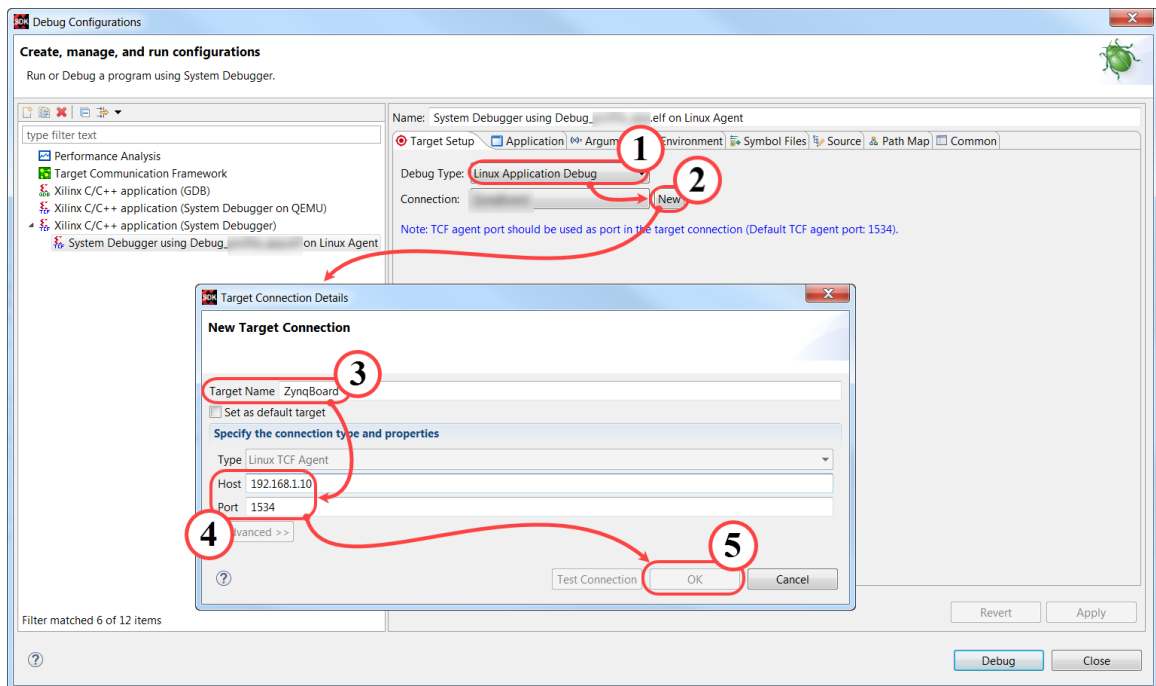 SDK Debug Configurations
Create, manage, and run configurations
Run or Debug a program using System Debugger.
type filter text
Performance Analysis
Target Communication Framework
Xilinx C/C++ application (GDB)
Xilinx C/C++ application (System Debugger on QEMU)
Xilinx C/C++ application (System Debugger)
System Debugger using Debug_ on Linux Agent
Filter matched 6 of 12 items
Name: System Debugger using Debug_ .elf on Linux Agent
Target Setup Application Argum Environment Symbol Files Source Path Map Common
1
Debug Type: Linux Application Debug
2
Connection: New
Note: TCF agent port should be used as port in the target connection (Default TCF agent port: 1534).
SDK Target Connection Details
New Target Connection
3
Target Name ZynqBoard
Set as default target
Specify the connection type and properties
Type Linux TCF Agent
Host 192.168.1.10
Port 1534
4 vanced >>
5
Test Connection OK Cancel
Revert Apply
Debug Close